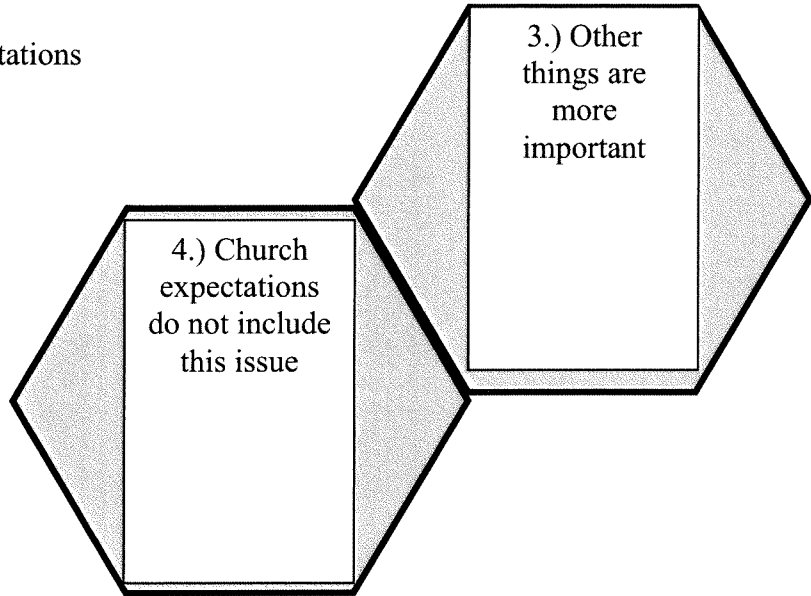 tations
3.) Other
things are
more
important
4.) Church
expectations
do not include
this issue